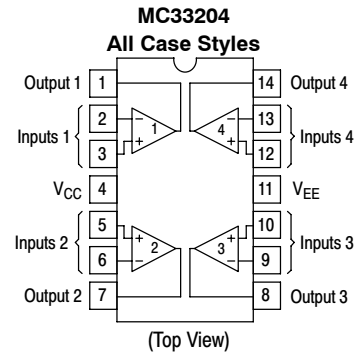 MC33204
All Case Styles
Output 1 1 14 Output 4
2 − − 13
Inputs 1 1 4 Inputs 4
3 + + 12
VCC 4 11 VEE
5 + + 10
Inputs 2 2 3 Inputs 3
6 − − 9
Output 2 7 8 Output 3
(Top View)